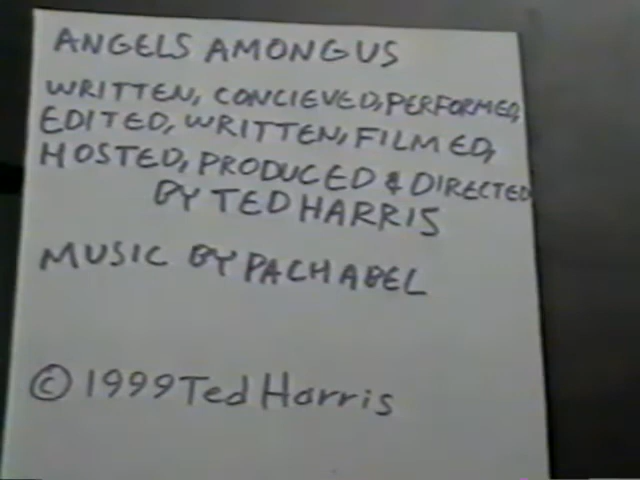 ANGELS AMONG US
WRITTEN, CONCIEVED, PERFORMED,
EDITED, WRITTEN, FILMED,
HOSTED, PRODUCED & DIRECTED
BY TED HARRIS
MUSIC BY PACHABEL
© 1999 Ted Harris